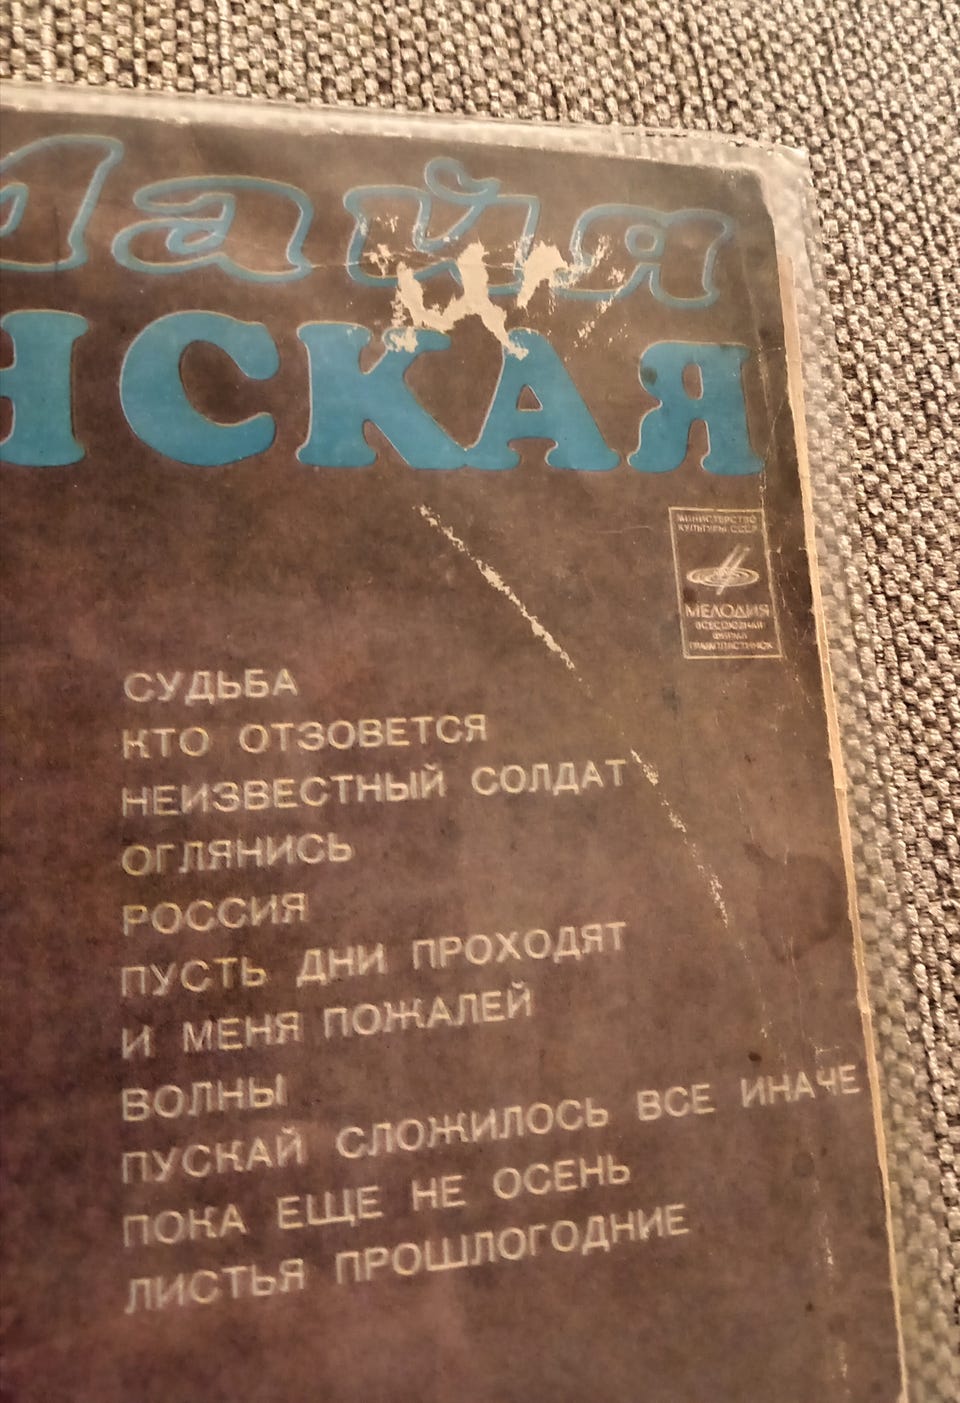 Майя
НСКАЯ
МИНИСТЕРСТВО
КУЛЬТУРЫ СССР
МЕЛОДИЯ
ВСЕСОЮЗНАЯ
ФИРМА
ГРАМПЛАСТИНОК
СУДЬБА
КТО ОТЗОВЕТСЯ
НЕИЗВЕСТНЫЙ СОЛДАТ
ОГЛЯНИСЬ
РОССИЯ
ПУСТЬ ДНИ ПРОХОДЯТ
И МЕНЯ ПОЖАЛЕЙ
ВОЛНЫ
ПУСКАЙ СЛОЖИЛОСЬ ВСЕ ИНАЧЕ
ПОКА ЕЩЕ НЕ ОСЕНЬ
ЛИСТЬЯ ПРОШЛОГОДНИЕ